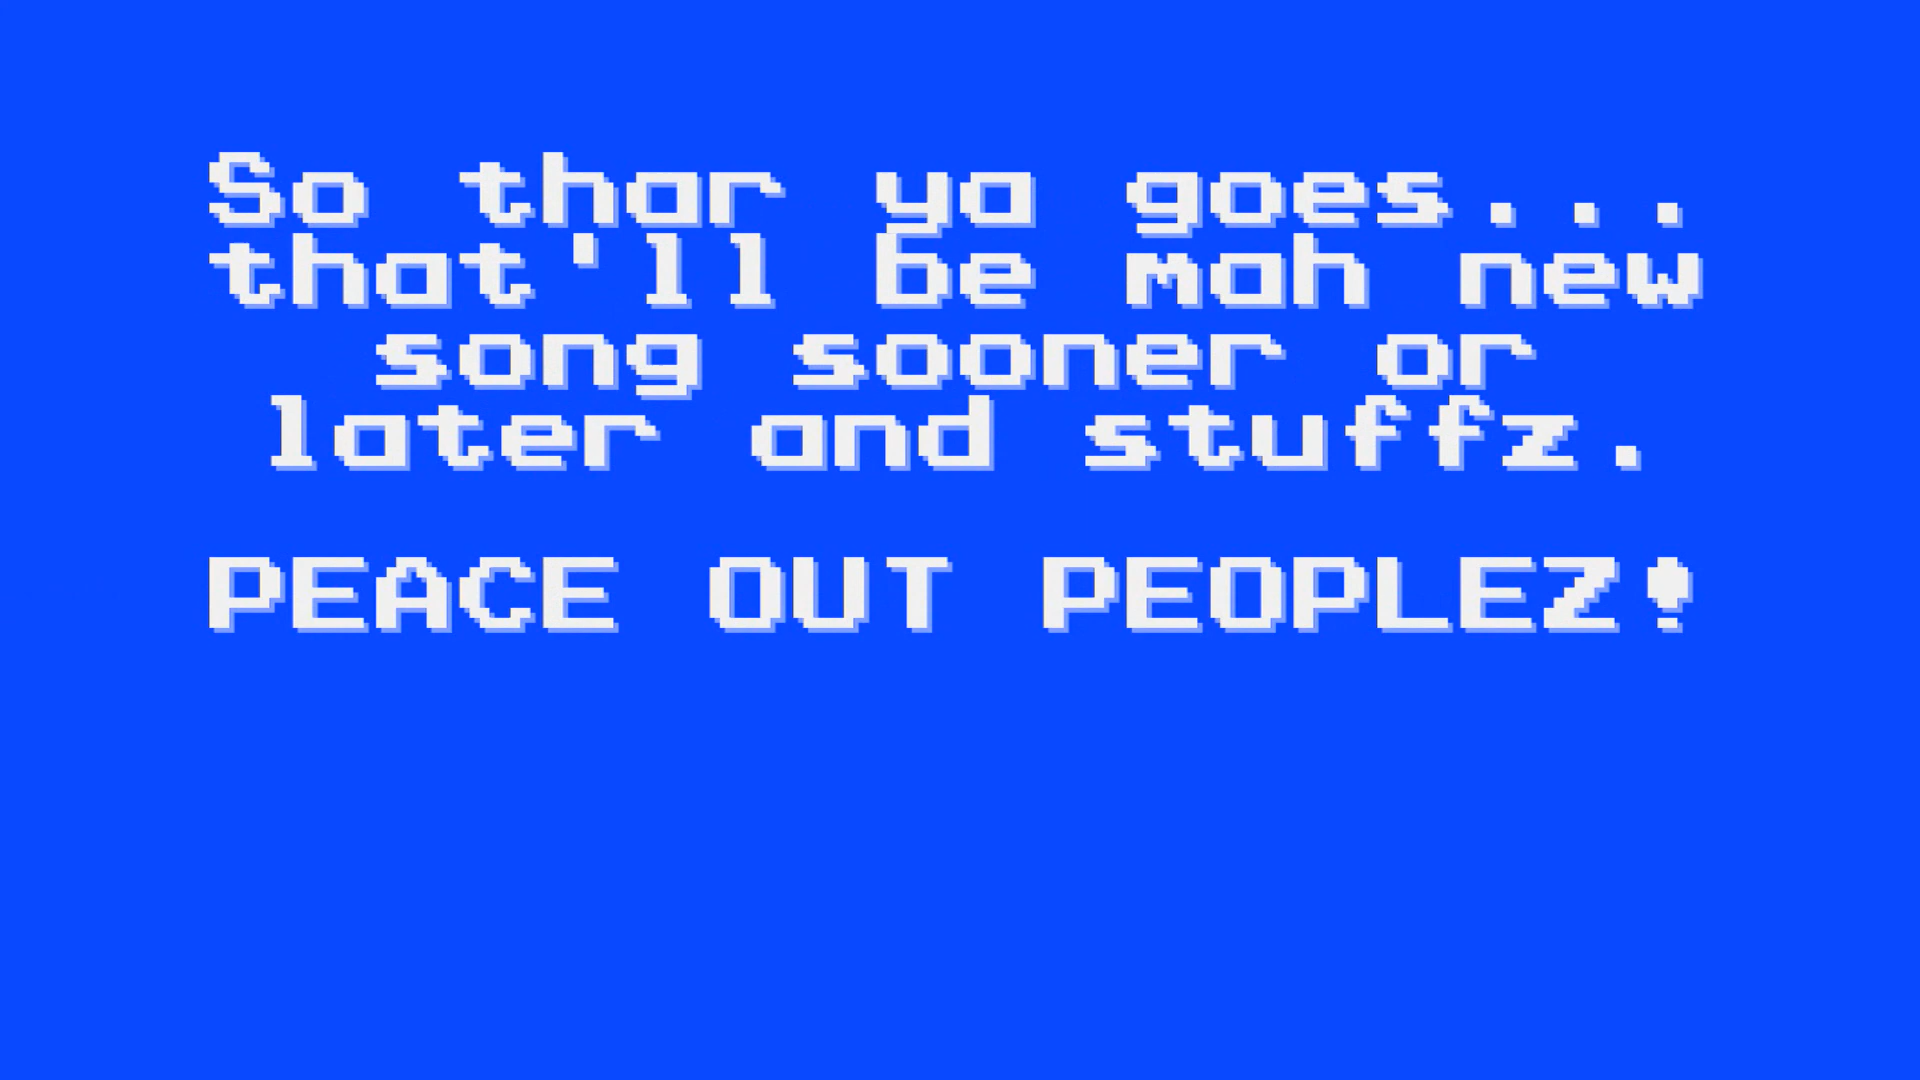 So thar ya goes...
that'll be mah new
song sooner or
later and stuffz.
PEACE OUT PEOPLEZ!